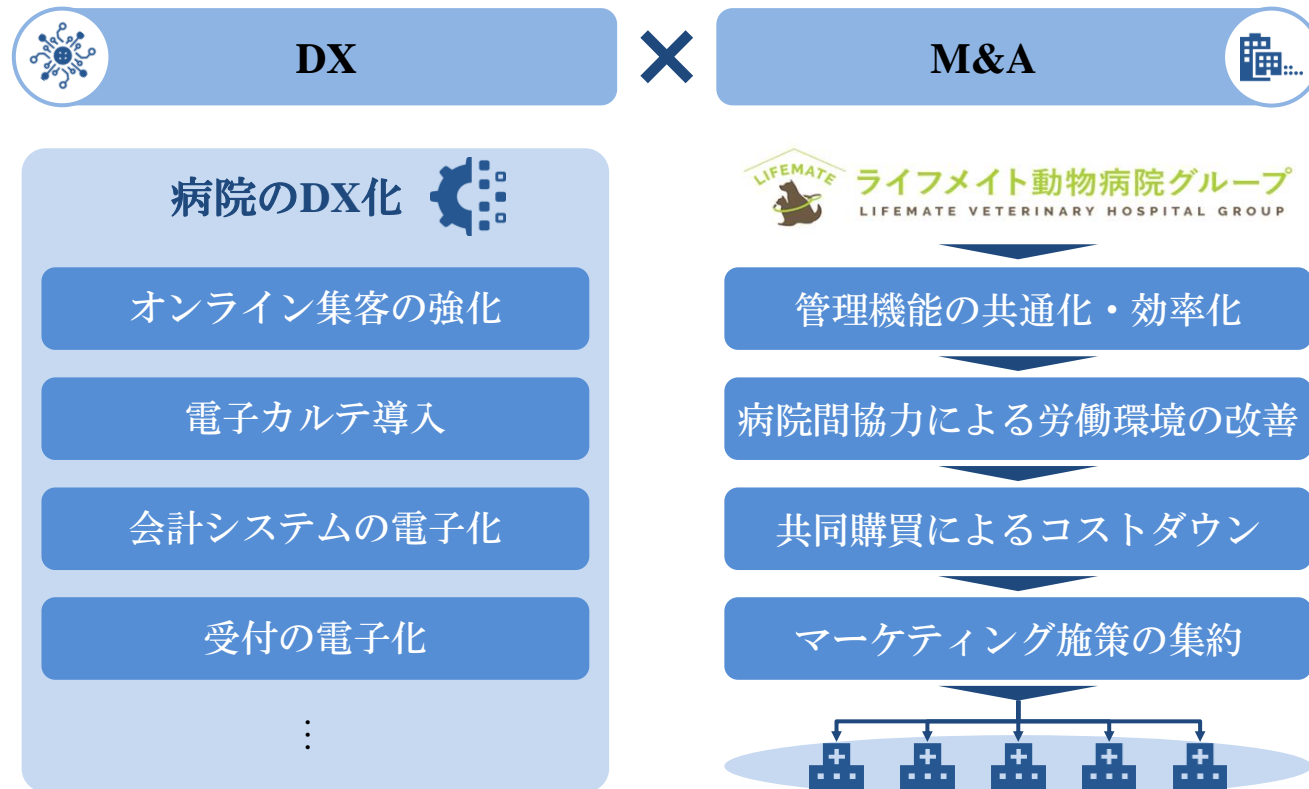 DX
×
M&A
病院のDX化
オンライン集客の強化
電子カルテ導入
会計システムの電子化
受付の電子化
⋮
LIFEMATE
ライフメイト動物病院グループ
LIFEMATE VETERINARY HOSPITAL GROUP
管理機能の共通化・効率化
病院間協力による労働環境の改善
共同購買によるコストダウン
マーケティング施策の集約